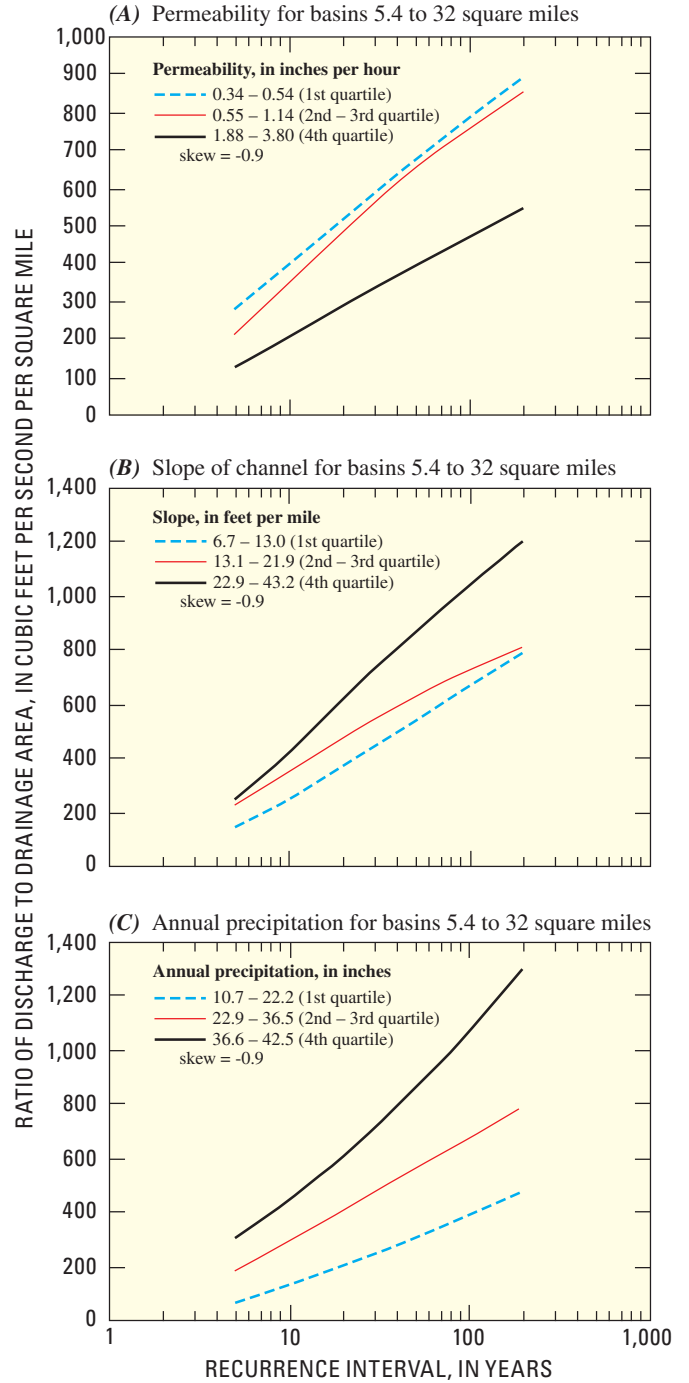 (A) Permeability for basins 5.4 to 32 square miles
1,000
900
800
700
600
500
400
300
200
100
0
Permeability, in inches per hour
0.34 – 0.54 (1st quartile)
0.55 – 1.14 (2nd – 3rd quartile)
1.88 – 3.80 (4th quartile)
skew = -0.9
(B) Slope of channel for basins 5.4 to 32 square miles
1,400
1,200
1,000
800
600
400
200
0
Slope, in feet per mile
6.7 – 13.0 (1st quartile)
13.1 – 21.9 (2nd – 3rd quartile)
22.9 – 43.2 (4th quartile)
skew = -0.9
(C) Annual precipitation for basins 5.4 to 32 square miles
1,400
1,200
1,000
800
600
400
200
0
Annual precipitation, in inches
10.7 – 22.2 (1st quartile)
22.9 – 36.5 (2nd – 3rd quartile)
36.6 – 42.5 (4th quartile)
skew = -0.9
1 10 100 1,000
RECURRENCE INTERVAL, IN YEARS
RATIO OF DISCHARGE TO DRAINAGE AREA, IN CUBIC FEET PER SECOND PER SQUARE MILE